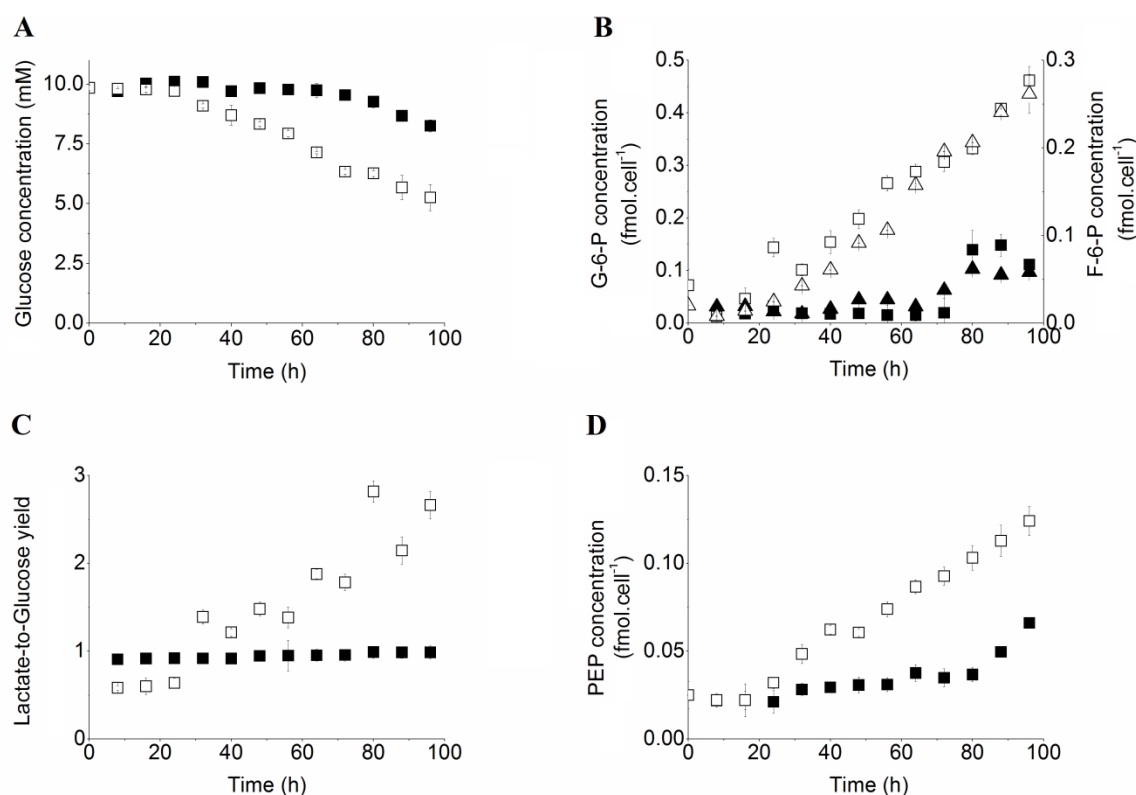 A
Glucose concentration (mM)
10.0
7.5
5.0
2.5
0.0
0 20 40 60 80 100
Time (h)
B
G-6-P concentration
(fmol.cell⁻¹)
0.5
0.4
0.3
0.2
0.1
0.0
0.3
0.2
0.1
0.0
F-6-P concentration
(fmol.cell⁻¹)
0 20 40 60 80 100
Time (h)
C
Lactate-to-Glucose yield
3
2
1
0
0 20 40 60 80 100
Time (h)
D
PEP concentration
(fmol.cell⁻¹)
0.15
0.10
0.05
0.00
0 20 40 60 80 100
Time (h)